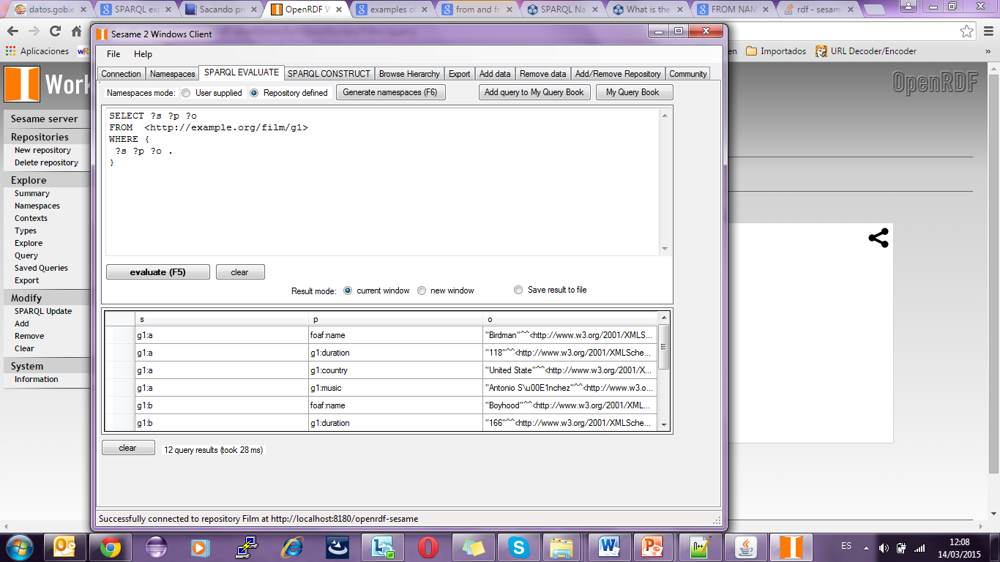 datos.gob.e
SPARQL exp
Sacando pr
OpenRDF W
examples of
from and fr
SPARQL Na
What is the
FROM NAM
rdf - sesam
Aplicaciones
en
Importados
URL Decoder/Encoder
»
Work
OpenRDF
Sesame server
Repositories
New repository
Delete repository
Explore
Summary
Namespaces
Contexts
Types
Explore
Query
Saved Queries
Export
Modify
SPARQL Update
Add
Remove
Clear
System
Information
Sesame 2 Windows Client
File Help
Connection Namespaces SPARQL EVALUATE SPARQL CONSTRUCT Browse Hierarchy Export Add data Remove data Add/Remove Repository Community
Namespaces mode: User supplied Repository defined Generate namespaces (F6) Add query to My Query Book My Query Book
SELECT ?s ?p ?o
FROM <http://example.org/film/g1>
WHERE {
?s ?p ?o .
}
evaluate (F5) clear
Result mode: current window new window Save result to file
s p o
g1:a foaf:name "Birdman"^^<http://www.w3.org/2001/XMLS...
g1:a g1:duration "118"^^<http://www.w3.org/2001/XMLSche...
g1:a g1:country "United State"^^<http://www.w3.org/2001/X...
g1:a g1:music "Antonio S\u00E1nchez"^^<http://www.w3.o...
g1:b foaf:name "Boyhood"^^<http://www.w3.org/2001/XML...
g1:b g1:duration "166"^^<http://www.w3.org/2001/XMLSche...
clear 12 query results (took 28 ms)
Successfully connected to repository Film at http://localhost:8180/openrdf-sesame
ES
12:08
14/03/2015